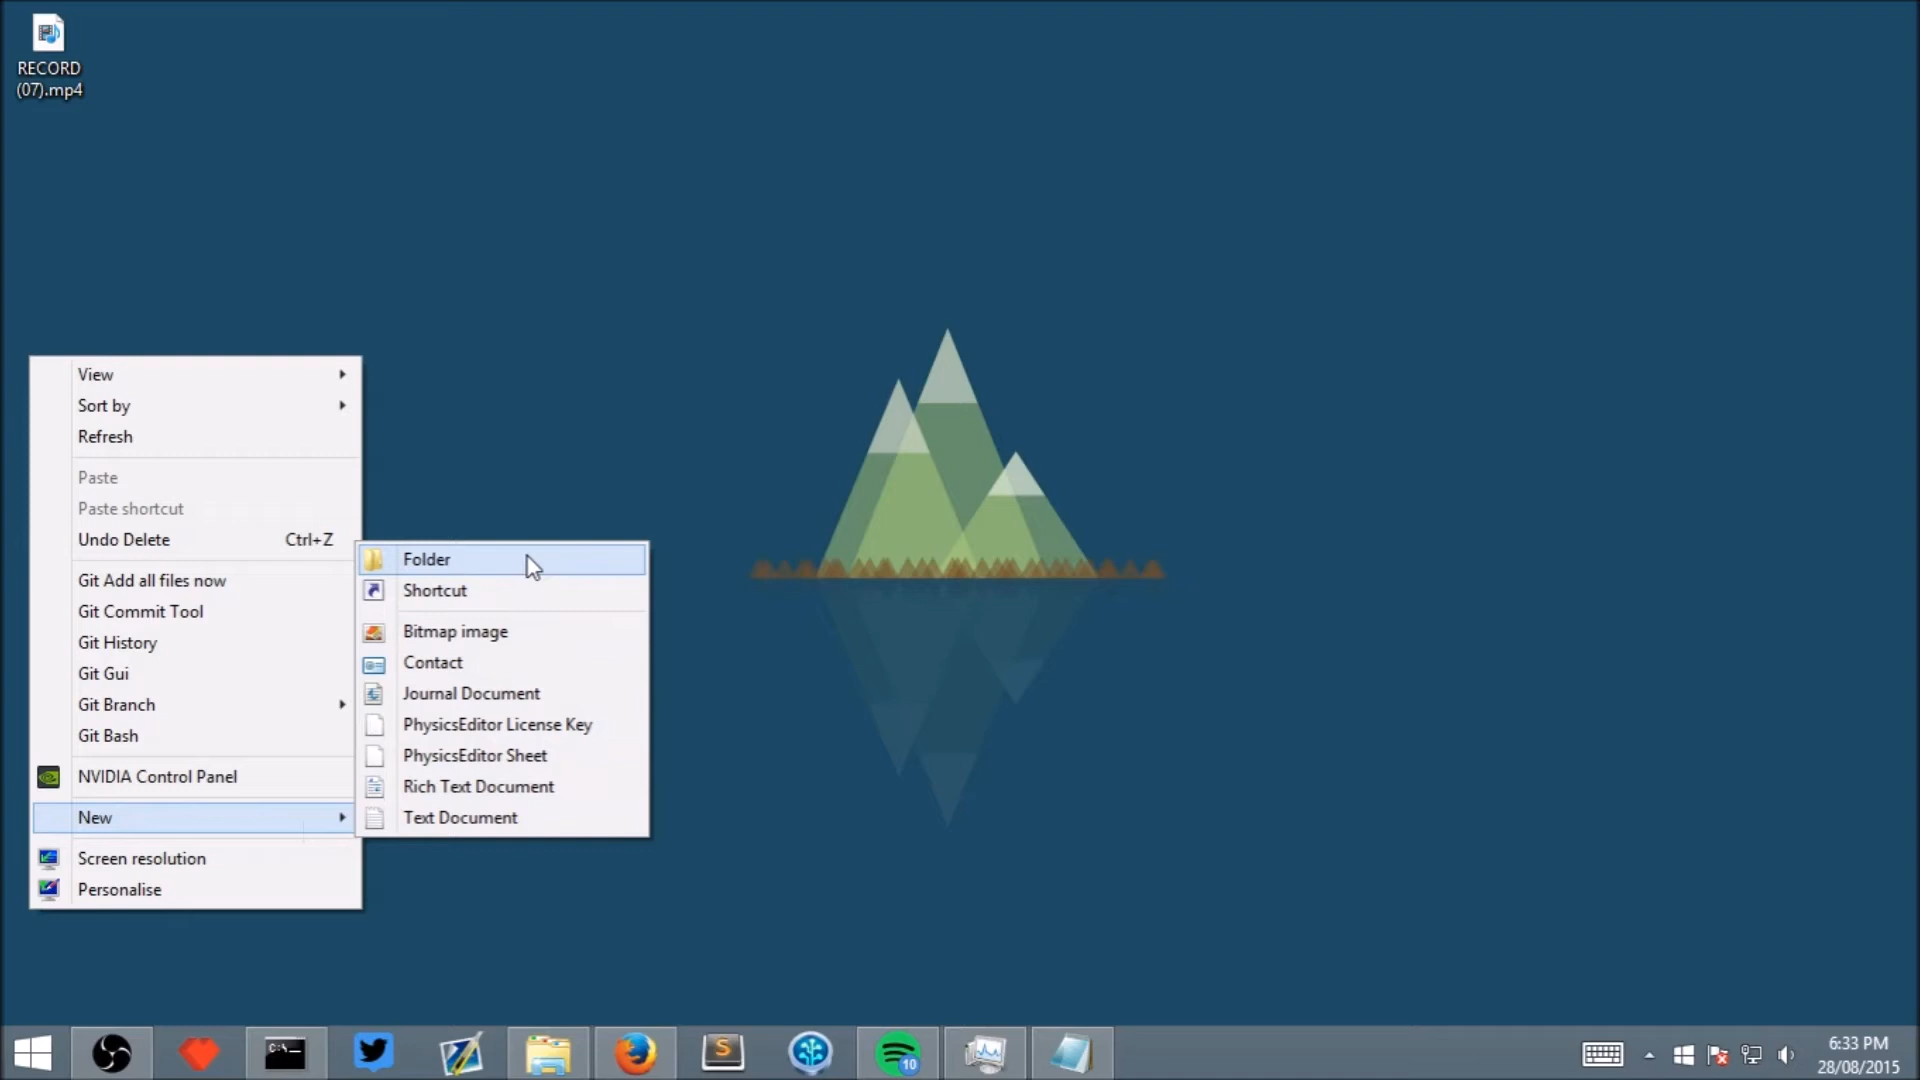 RECORD
(07).mp4
View
Sort by
Refresh
Paste
Paste shortcut
Undo Delete Ctrl+Z
Git Add all files now
Git Commit Tool
Git History
Git Gui
Git Branch
Git Bash
NVIDIA Control Panel
New
Screen resolution
Personalise
Folder
Shortcut
Bitmap image
Contact
Journal Document
PhysicsEditor License Key
PhysicsEditor Sheet
Rich Text Document
Text Document
C:\_
S
10
6:33 PM
28/08/2015